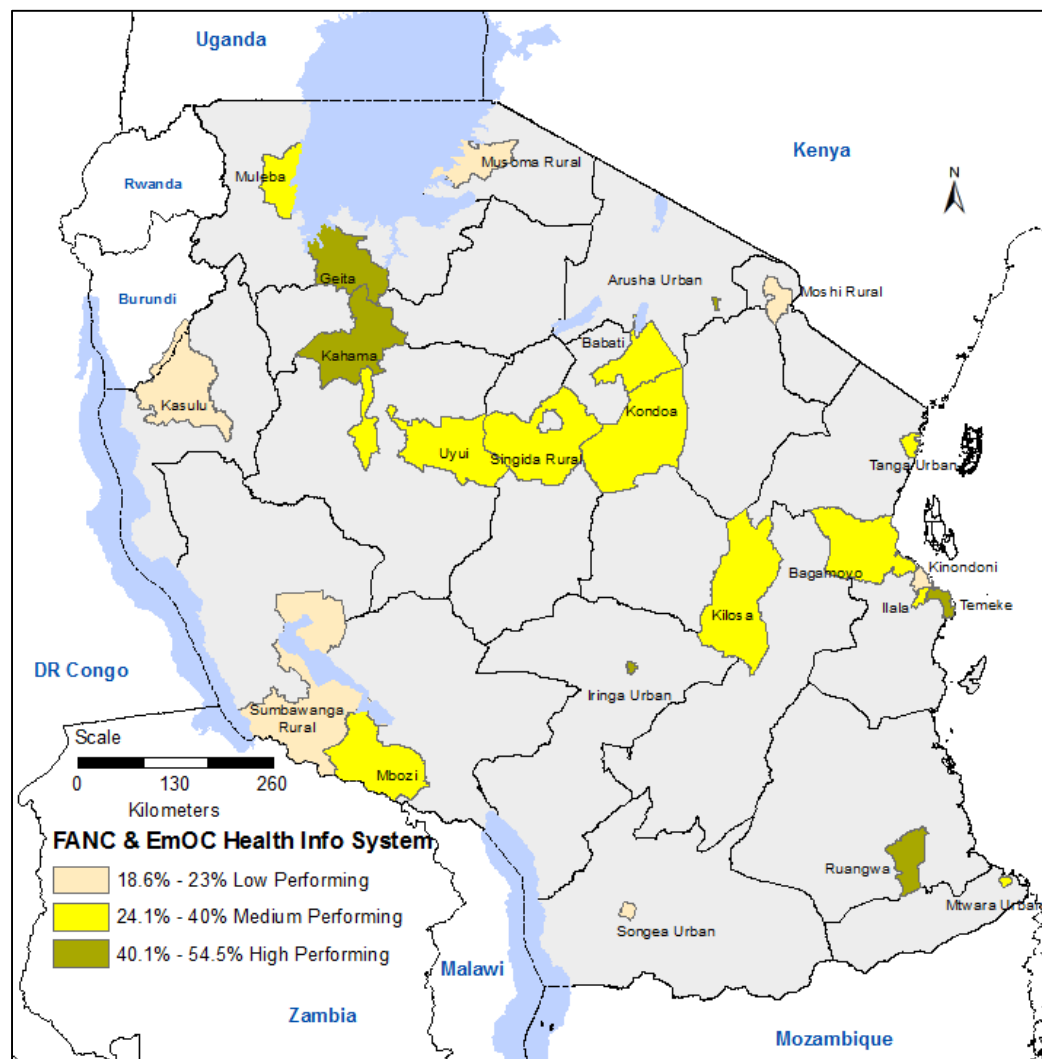 Uganda
Kenya
N
Musoma Rural
Muleba
Rwanda
Geita
Arusha Urban
Moshi Rural
Burundi
Babati
Kahama
Kasulu
Kondoa
Uyui
Singida Rural
Tanga Urban
Bagamoyo
Kinondoni
Ilala
Temeke
Kilosa
DR Congo
Iringa Urban
Sumbawanga
Rural
Mbozi
Scale
0 130 260
Kilometers
FANC & EmOC Health Info System
18.6% - 23% Low Performing
24.1% - 40% Medium Performing
40.1% - 54.5% High Performing
Ruangwa
Mtwara Urban
Songea Urban
Malawi
Zambia
Mozambique